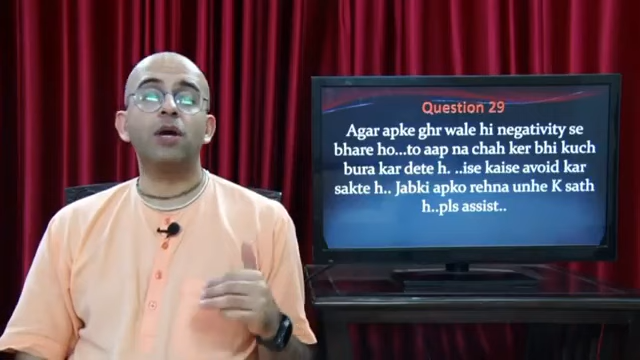 Question 29
Agar apke ghr wale hi negativity se
bhare ho...to aap na chah ker bhi kuch
bura kar dete h. ..ise kaise avoid kar
sakte h.. Jabki apko rehna unhe K sath
h..pls assist..